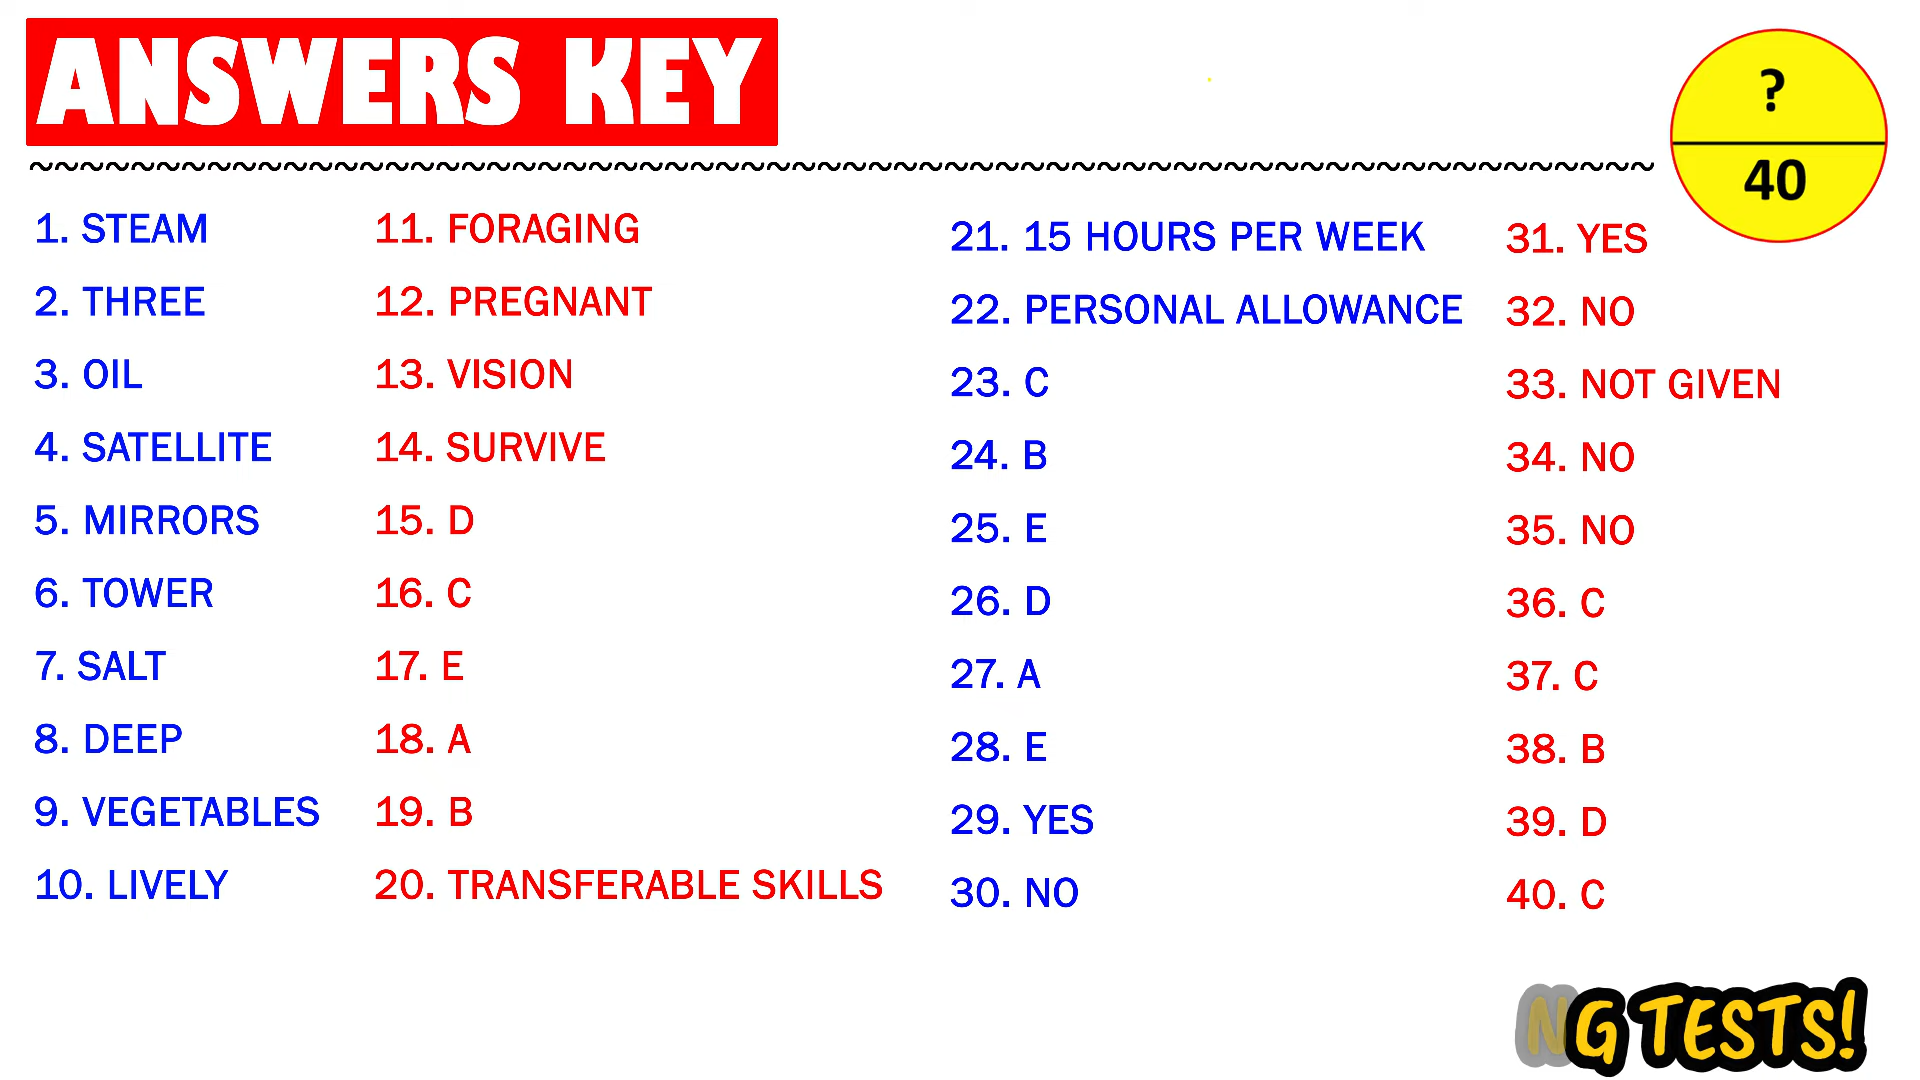 ANSWERS KEY
?
40
~~~~~~~~~~~~~~~~~~~~~~~~~~~~~~~~~~~~~~~~~~~~~~~~~~~~~~~~~~~~~~~~
1. STEAM
2. THREE
3. OIL
4. SATELLITE
5. MIRRORS
6. TOWER
7. SALT
8. DEEP
9. VEGETABLES
10. LIVELY
11. FORAGING
12. PREGNANT
13. VISION
14. SURVIVE
15. D
16. C
17. E
18. A
19. B
20. TRANSFERABLE SKILLS
21. 15 HOURS PER WEEK
22. PERSONAL ALLOWANCE
23. C
24. B
25. E
26. D
27. A
28. E
29. YES
30. NO
31. YES
32. NO
33. NOT GIVEN
34. NO
35. NO
36. C
37. C
38. B
39. D
40. C
NG TESTS!